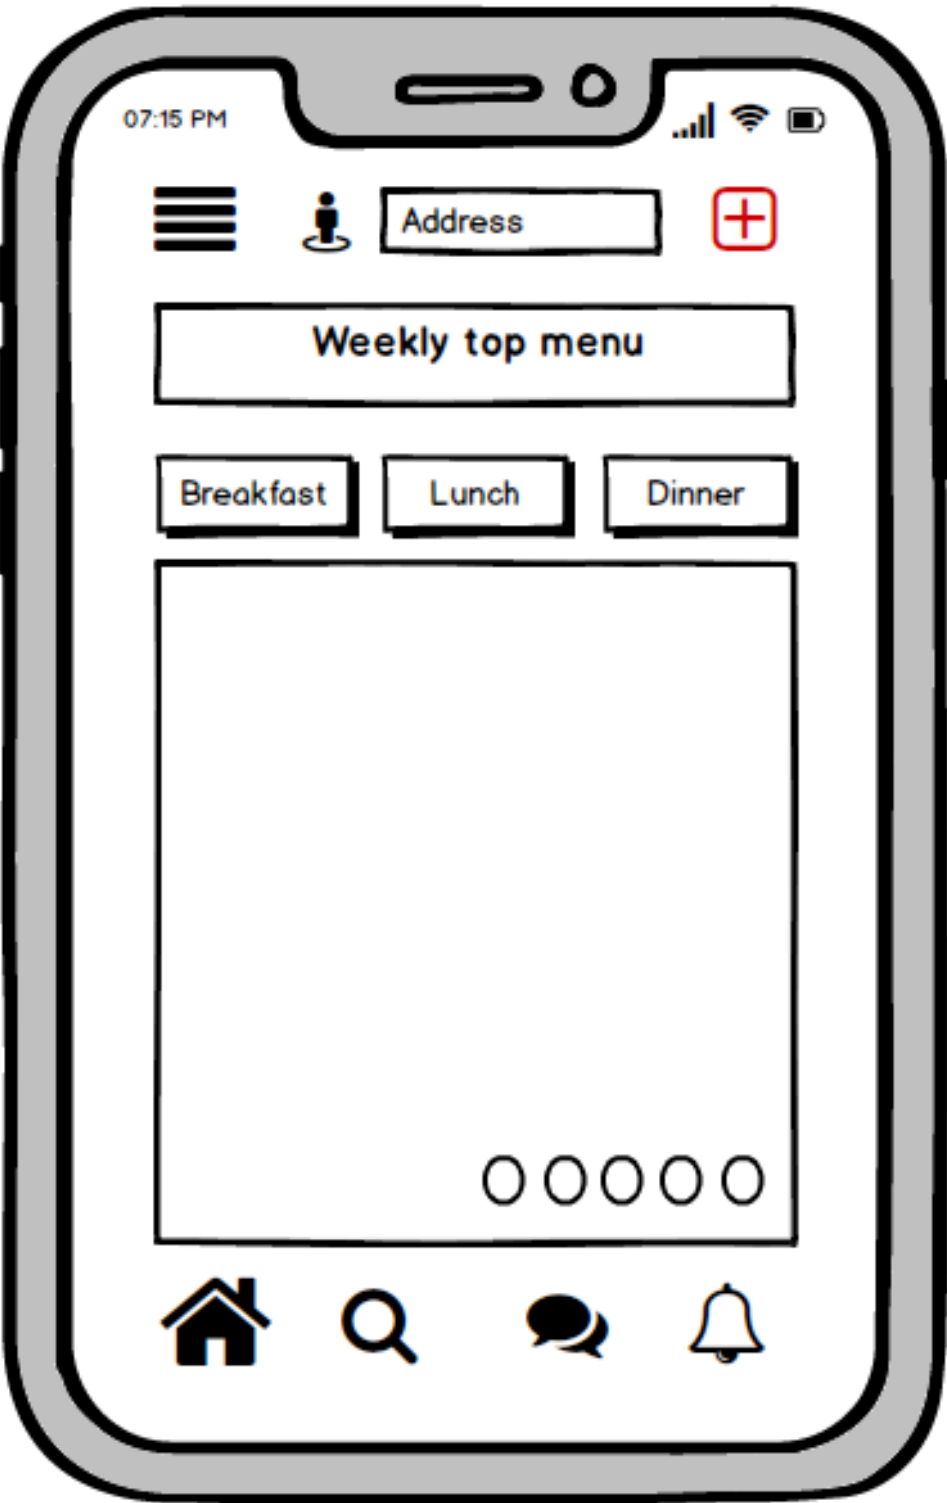 07:15 PM
Address
Weekly top menu
Breakfast
Lunch
Dinner